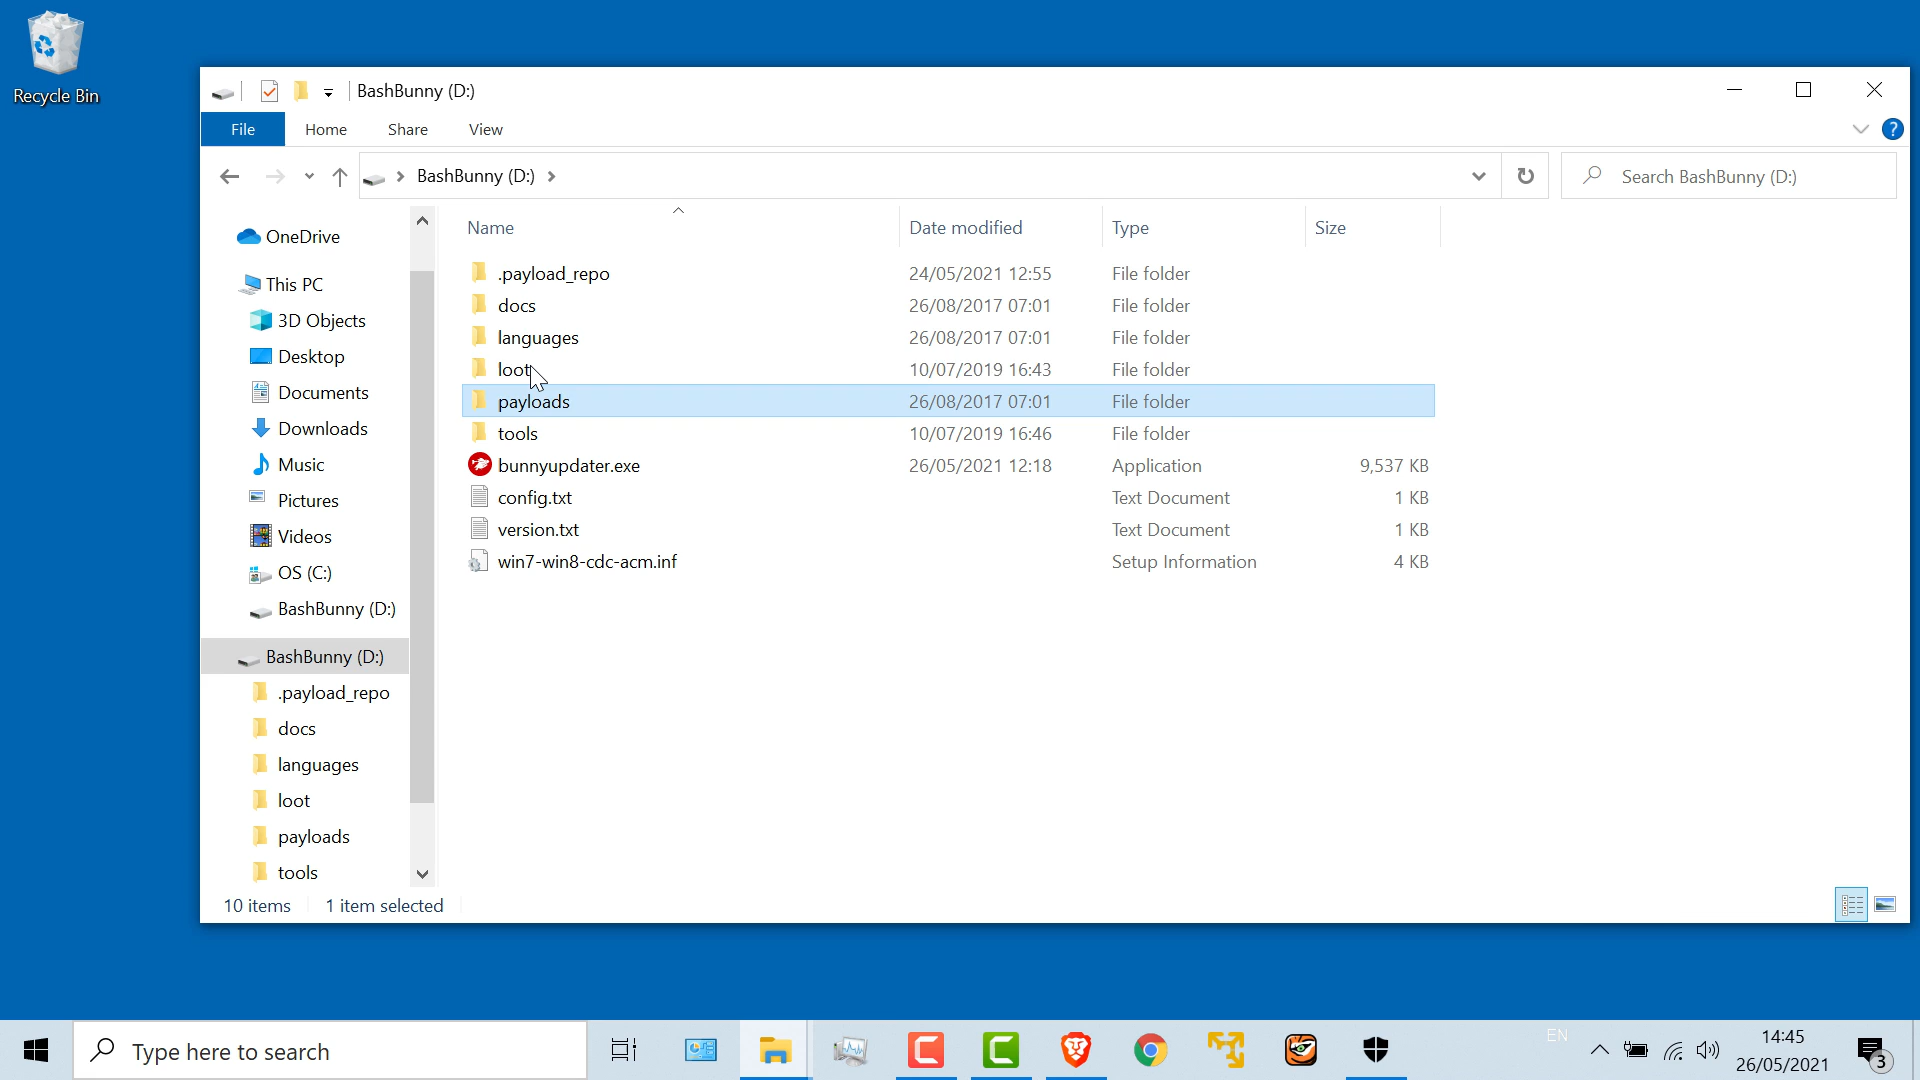 Recycle Bin
BashBunny (D:)
File Home Share View
BashBunny (D:)
Search BashBunny (D:)
Name Date modified Type Size
OneDrive
This PC
3D Objects
Desktop
Documents
Downloads
Music
Pictures
Videos
OS (C:)
BashBunny (D:)
BashBunny (D:)
.payload_repo
docs
languages
loot
payloads
tools
.payload_repo 24/05/2021 12:55 File folder
docs 26/08/2017 07:01 File folder
languages 26/08/2017 07:01 File folder
loot 10/07/2019 16:43 File folder
payloads 26/08/2017 07:01 File folder
tools 10/07/2019 16:46 File folder
bunnyupdater.exe 26/05/2021 12:18 Application 9,537 KB
config.txt Text Document 1 KB
version.txt Text Document 1 KB
win7-win8-cdc-acm.inf Setup Information 4 KB
10 items 1 item selected
Type here to search
EN
14:45
26/05/2021
3